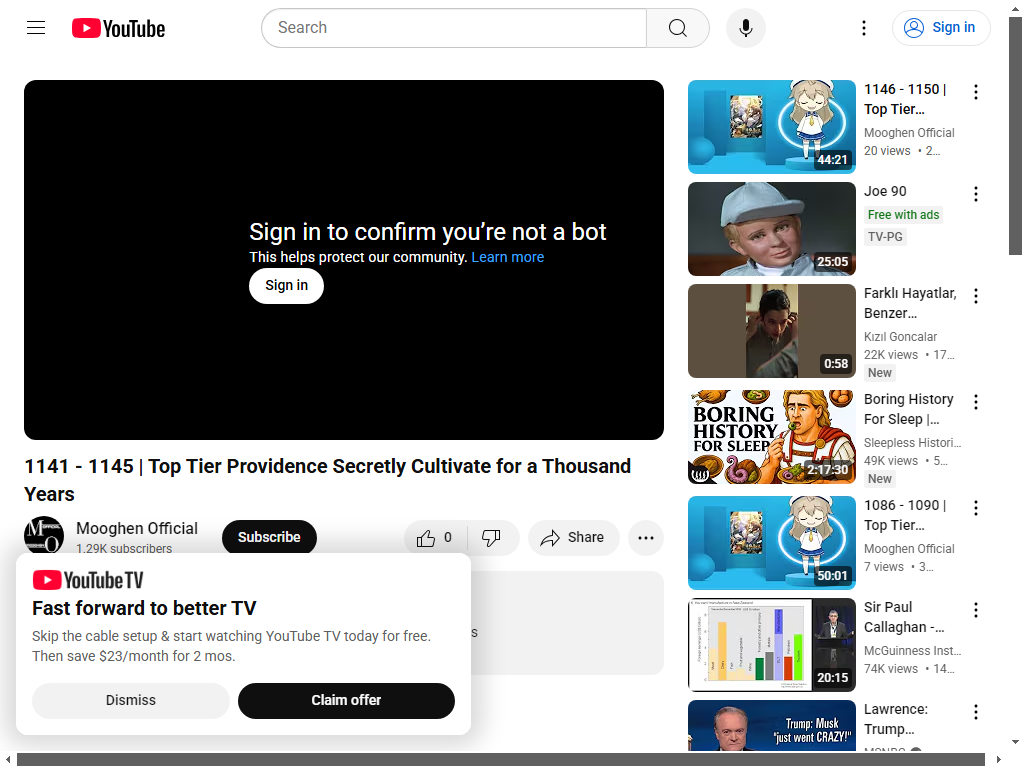 YouTube
Search
Sign in
Sign in to confirm you’re not a bot
This helps protect our community. Learn more
Sign in
1141 - 1145 | Top Tier Providence Secretly Cultivate for a Thousand
Years
Mooghen Official
1.29K subscribers
Subscribe
0
Share
s
YouTube TV
Fast forward to better TV
Skip the cable setup & start watching YouTube TV today for free.
Then save $23/month for 2 mos.
Dismiss
Claim offer
44:21
1146 - 1150 |
Top Tier…
Mooghen Official
20 views • 2…
25:05
Joe 90
Free with ads
TV-PG
0:58
Farklı Hayatlar,
Benzer…
Kızıl Goncalar
22K views • 17…
New
BORING
HISTORY
FOR SLEEP
2:17:30
Boring History
For Sleep |…
Sleepless Histori…
49K views • 5…
New
50:01
1086 - 1090 |
Top Tier…
Mooghen Official
7 views • 3…
20:15
Sir Paul
Callaghan -…
McGuinness Inst…
74K views • 14…
Trump: Musk
"just went CRAZY!"
Lawrence:
Trump…
MSNBC